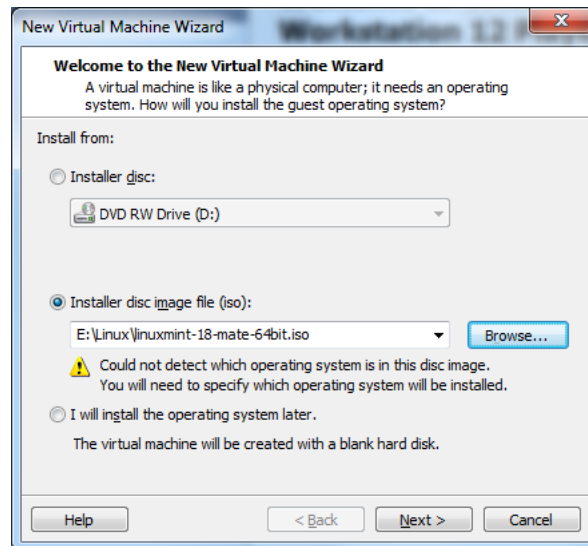 New Virtual Machine Wizard
Workstation 12
Welcome to the New Virtual Machine Wizard
A virtual machine is like a physical computer; it needs an operating
system. How will you install the guest operating system?
Install from:
Installer disc:
DVD RW Drive (D:)
Installer disc image file (iso):
E:\Linux\linuxmint-18-mate-64bit.iso
Browse...
Could not detect which operating system is in this disc image.
You will need to specify which operating system will be installed.
I will install the operating system later.
The virtual machine will be created with a blank hard disk.
Help
< Back
Next >
Cancel